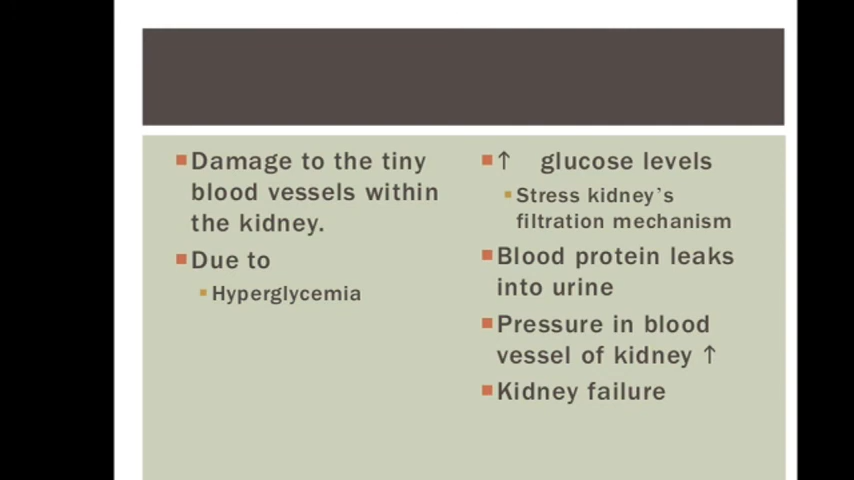 Damage to the tiny
blood vessels within
the kidney.
Due to
Hyperglycemia
↑ glucose levels
Stress kidney's
filtration mechanism
Blood protein leaks
into urine
Pressure in blood
vessel of kidney ↑
Kidney failure